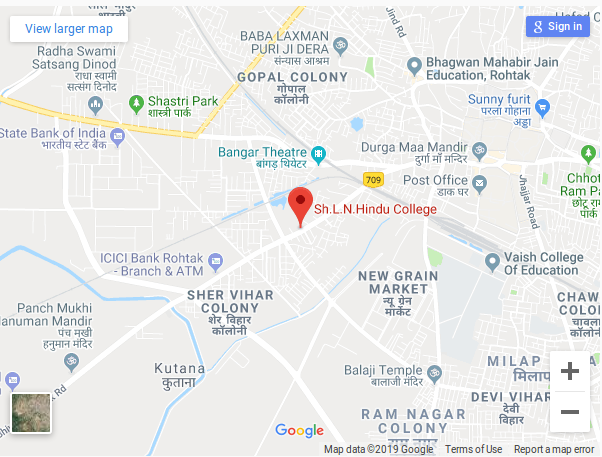 लाल नाथूपुर
शास्त्री
View larger map
Sign in
Radha Swami
Satsang Dinod
राधा स्वामी
सत्संग दिनोद
BABA LAXMAN
PURI JI DERA
संन्यास आश्रम
Jind Rd
GOPAL COLONY
गोपाल
कॉलोनी
Bhagwan Mahabir Jain
Education, Rohtak
Shastri Park
शास्त्री पार्क
Sunny furit
परला गोहाना
अड्डा
State Bank of India
भारतीय स्टेट बैंक
Bangar Theatre
बांगड़ थियेटर
Durga Maa Mandir
दुर्गा माँ मन्दिर
709
Post Office
डाक घर
Jhajjar Road
Chhot
Ram Pa
छोटू राम
Sh.L.N.Hindu College
ICICI Bank Rohtak
- Branch & ATM
Vaish College
Of Education
NEW GRAIN
MARKET
न्यू ग्रेन
मार्केट
SHER VIHAR
COLONY
शेर विहार
कॉलोनी
CHAW
COLON
चावला
कॉलोनी
Panch Mukhi
Hanuman Mandir
पंच मखी
हनुमान मंदिर
Kutana
कुताना
Balaji Temple
बालाजी मंदिर
MILAP
मिलाप
DEVI VIHAR
देवी
विहार
RAM NAGAR
COLONY
राम नगर
Rd
Google
Map data ©2019 Google
Terms of Use
Report a map error